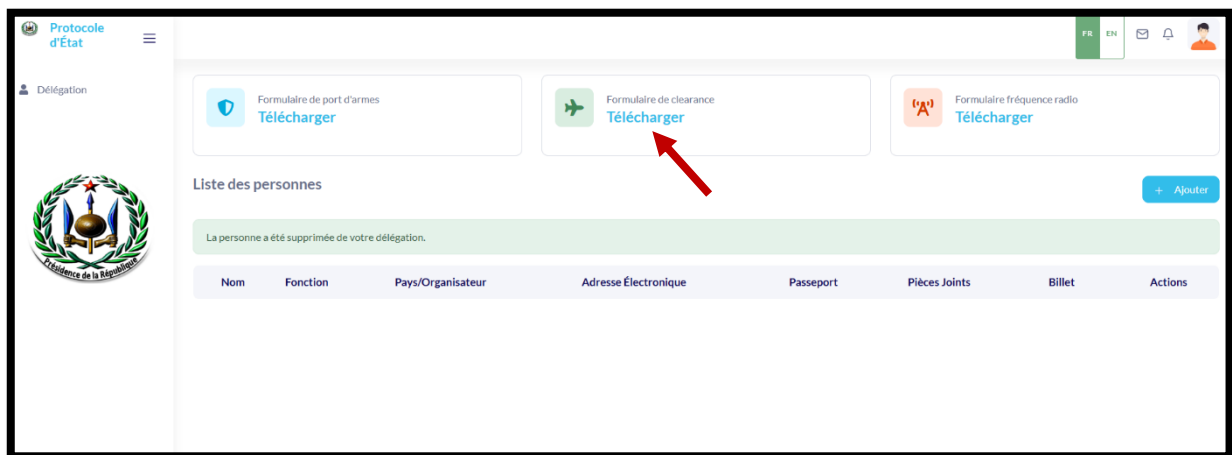 Protocole
d'État
FR EN
Délégation
Formulaire de port d'armes
Télécharger
Formulaire de clearance
Télécharger
Formulaire fréquence radio
Télécharger
Liste des personnes
+ Ajouter
La personne a été supprimée de votre délégation.
Nom Fonction Pays/Organisateur Adresse Électronique Passeport Pièces Joints Billet Actions
Présidence de la République